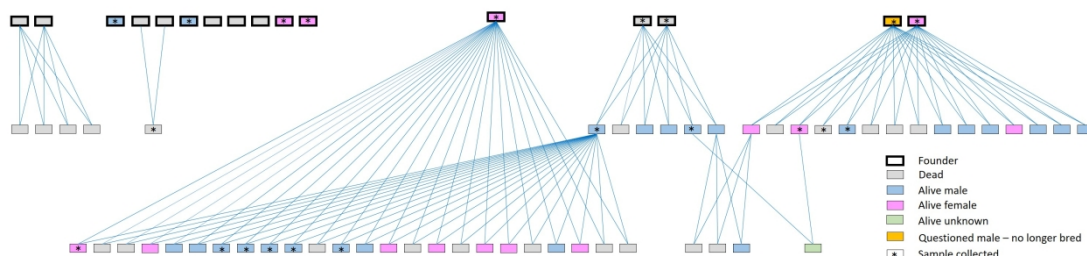 Founder
Dead
Alive male
Alive female
Alive unknown
Questioned male – no longer bred
* Sample collected